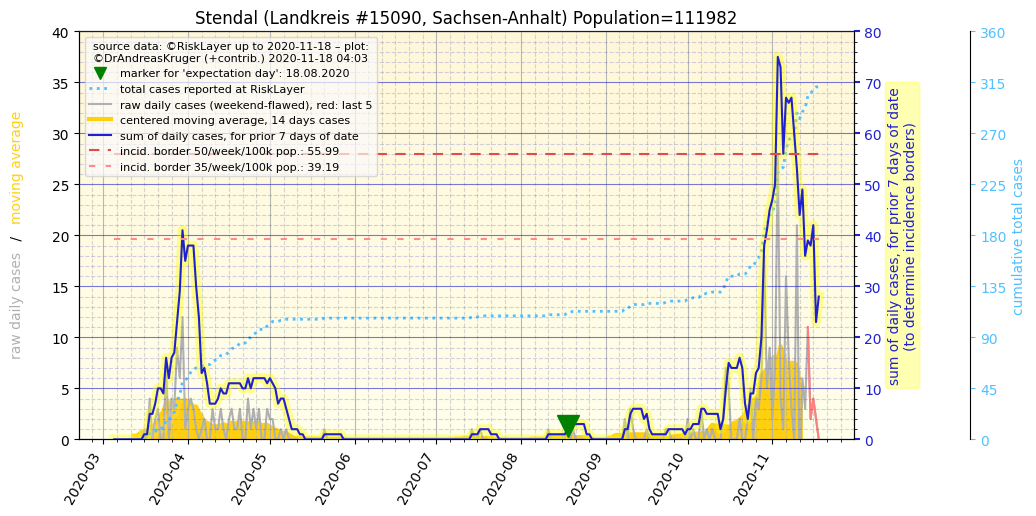 Stendal (Landkreis #15090, Sachsen-Anhalt) Population=111982
source data: ©RiskLayer up to 2020-11-18 – plot:
©DrAndreasKruger (+contrib.) 2020-11-18 04:03
marker for 'expectation day': 18.08.2020
total cases reported at RiskLayer
raw daily cases (weekend-flawed), red: last 5
centered moving average, 14 days cases
sum of daily cases, for prior 7 days of date
incid. border 50/week/100k pop.: 55.99
incid. border 35/week/100k pop.: 39.19
raw daily cases / moving average
40
35
30
25
20
15
10
5
0
2020-03
2020-04
2020-05
2020-06
2020-07
2020-08
2020-09
2020-10
2020-11
80
70
60
50
40
30
20
10
0
sum of daily cases, for prior 7 days of date
(to determine incidence borders)
360
315
270
225
180
135
90
45
0
cumulative total cases